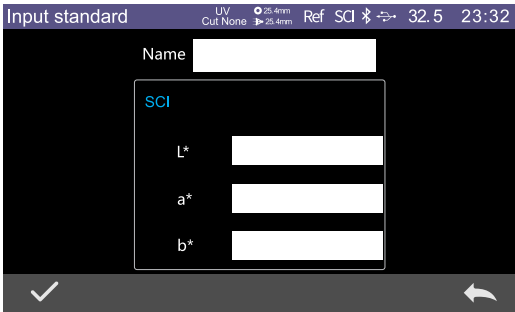 Input standard UV Cut None 25.4mm 25.4mm Ref SCI 32.5 23:32
Name
SCI
L*
a*
b*